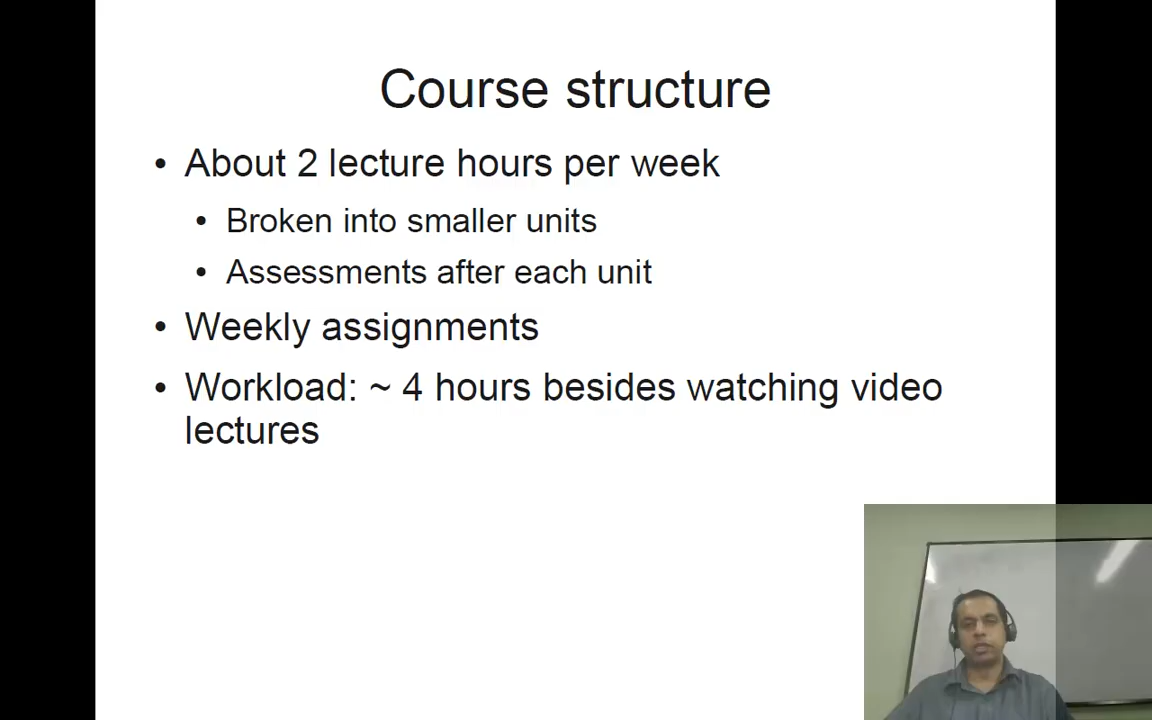 Course structure
• About 2 lecture hours per week
• Broken into smaller units
• Assessments after each unit
• Weekly assignments
• Workload: ~ 4 hours besides watching video
lectures